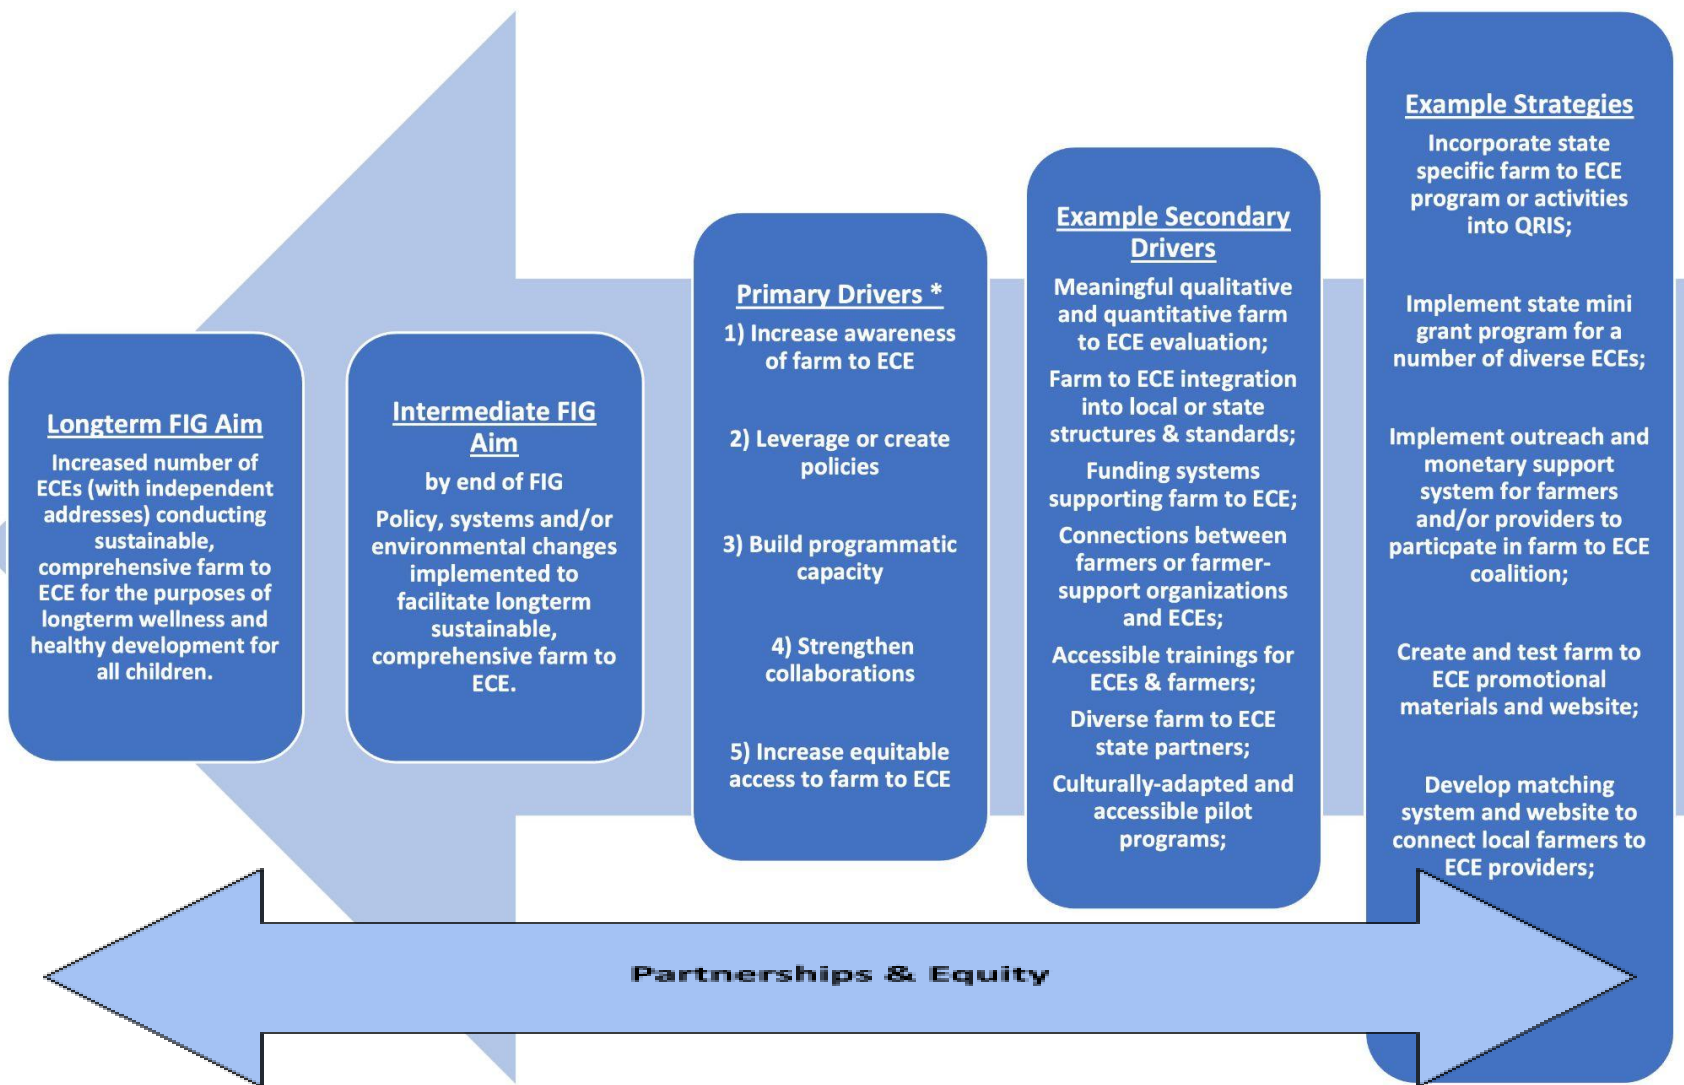 Longterm FIG Aim
Increased number of
ECEs (with independent
addresses) conducting
sustainable,
comprehensive farm to
ECE for the purposes of
longterm wellness and
healthy development for
all children.
Intermediate FIG
Aim
by end of FIG
Policy, systems and/or
environmental changes
implemented to
facilitate longterm
sustainable,
comprehensive farm to
ECE.
Primary Drivers *
1) Increase awareness
of farm to ECE
2) Leverage or create
policies
3) Build programmatic
capacity
4) Strengthen
collaborations
5) Increase equitable
access to farm to ECE
Example Secondary
Drivers
Meaningful qualitative
and quantitative farm
to ECE evaluation;
Farm to ECE integration
into local or state
structures & standards;
Funding systems
supporting farm to ECE;
Connections between
farmers or farmer-
support organizations
and ECEs;
Accessible trainings for
ECEs & farmers;
Diverse farm to ECE
state partners;
Culturally-adapted and
accessible pilot
programs;
Example Strategies
Incorporate state
specific farm to ECE
program or activities
into QRIS;
Implement state mini
grant program for a
number of diverse ECEs;
Implement outreach and
monetary support
system for farmers
and/or providers to
particpate in farm to ECE
coalition;
Create and test farm to
ECE promotional
materials and website;
Develop matching
system and website to
connect local farmers to
ECE providers;
Partnerships & Equity